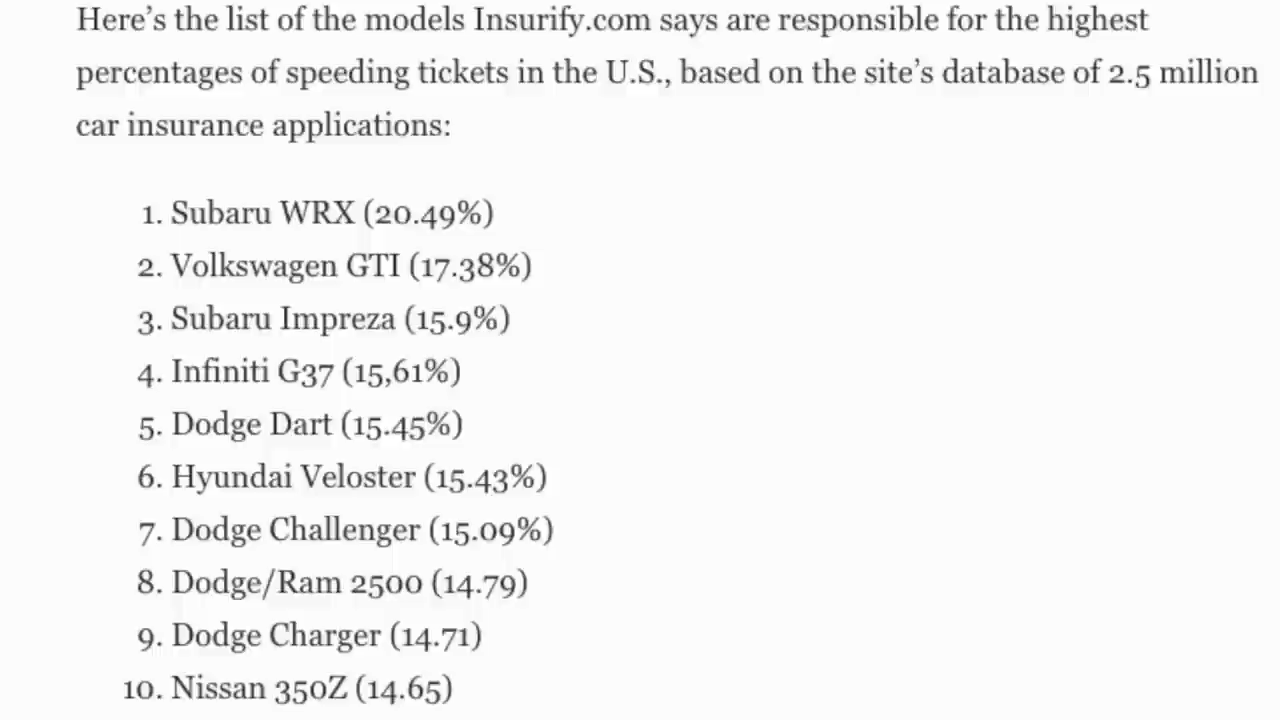 Here’s the list of the models Insurify.com says are responsible for the highest
percentages of speeding tickets in the U.S., based on the site’s database of 2.5 million
car insurance applications:
1. Subaru WRX (20.49%)
2. Volkswagen GTI (17.38%)
3. Subaru Impreza (15.9%)
4. Infiniti G37 (15,61%)
5. Dodge Dart (15.45%)
6. Hyundai Veloster (15.43%)
7. Dodge Challenger (15.09%)
8. Dodge/Ram 2500 (14.79)
9. Dodge Charger (14.71)
10. Nissan 350Z (14.65)